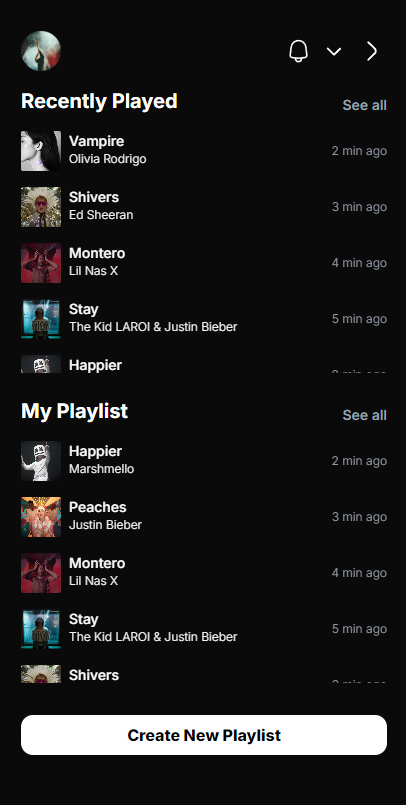 Recently Played
See all
Vampire
Olivia Rodrigo
2 min ago
Shivers
Ed Sheeran
3 min ago
Montero
Lil Nas X
4 min ago
Stay
The Kid LAROI & Justin Bieber
5 min ago
Happier
My Playlist
See all
Happier
Marshmello
2 min ago
Peaches
Justin Bieber
3 min ago
Montero
Lil Nas X
4 min ago
Stay
The Kid LAROI & Justin Bieber
5 min ago
Shivers
Create New Playlist